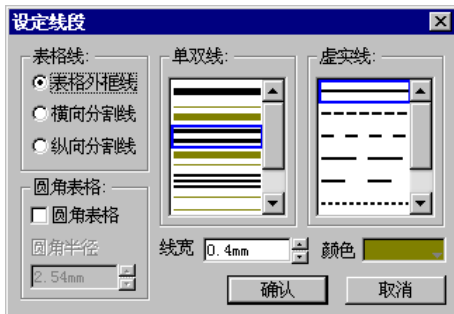 设定线段
表格线:
表格外框线
横向分割线
纵向分割线
圆角表格:
圆角表格
圆角半径
2.54mm
单双线:
虚实线:
线宽 0.4mm 颜色
确认 取消